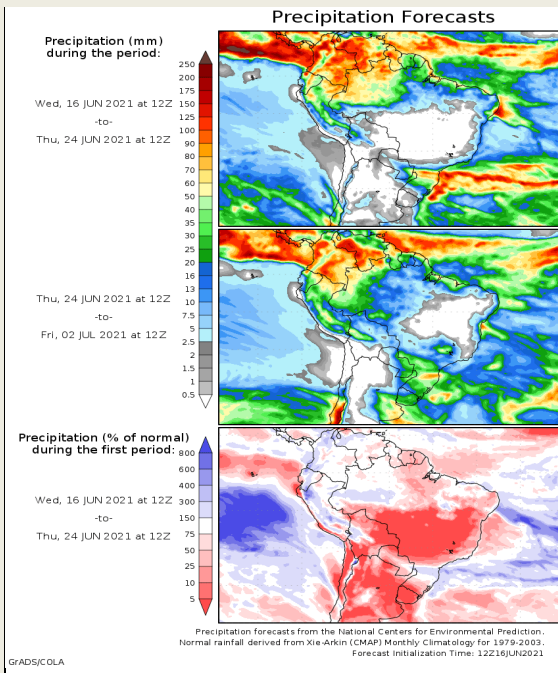 Precipitation Forecasts
Precipitation (mm)
during the period:
Wed, 16 JUN 2021 at 12Z
-to-
Thu, 24 JUN 2021 at 12Z
250
200
175
150
125
100
90
80
70
60
50
40
35
30
25
20
16
13
10
7.5
5
2.5
2
1.5
1
0.5
Thu, 24 JUN 2021 at 12Z
-to-
Fri, 02 JUL 2021 at 12Z
Precipitation (% of normal)
during the first period:
Wed, 16 JUN 2021 at 12Z
-to-
Thu, 24 JUN 2021 at 12Z
800
600
400
300
150
75
50
25
10
5
Precipitation forecasts from the National Centers for Environmental Prediction.
Normal rainfall derived from Xie-Arkin (CMAP) Monthly Climatology for 1979-2003.
Forecast Initialization Time: 12Z16JUN2021
GrADS/COLA